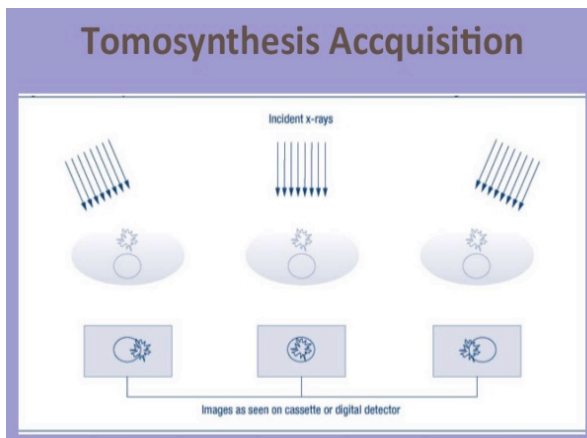 Tomosynthesis Accquisition
Incident x-rays
Images as seen on cassette or digital detector